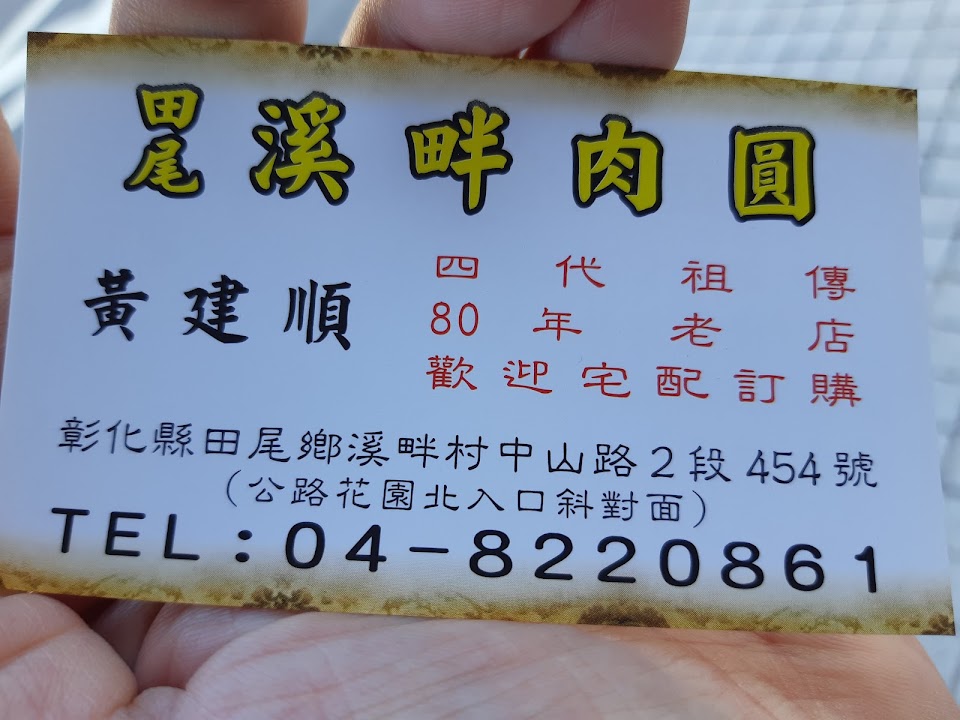 田尾溪畔肉圓
黃建順
四代祖傳
80年老店
歡迎宅配訂購
彰化縣田尾鄉溪畔村中山路2段454號
(公路花園北入口斜對面)
TEL:04-8220861